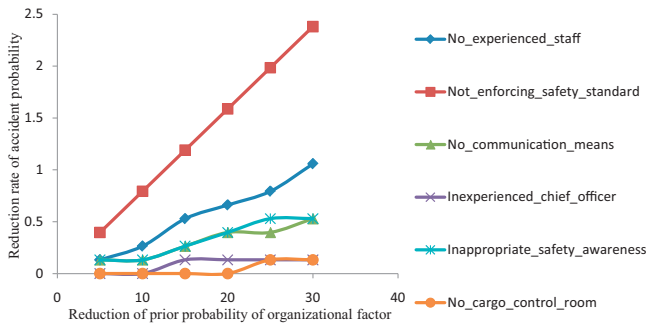 Reduction rate of accident probability
2.5
2
1.5
1
0.5
0
0
10
20
30
40
Reduction of prior probability of organizational factor
No_experienced_staff
Not_enforcing_safety_standard
No_communication_means
Inexperienced_chief_officer
Inappropriate_safety_awareness
No_cargo_control_room